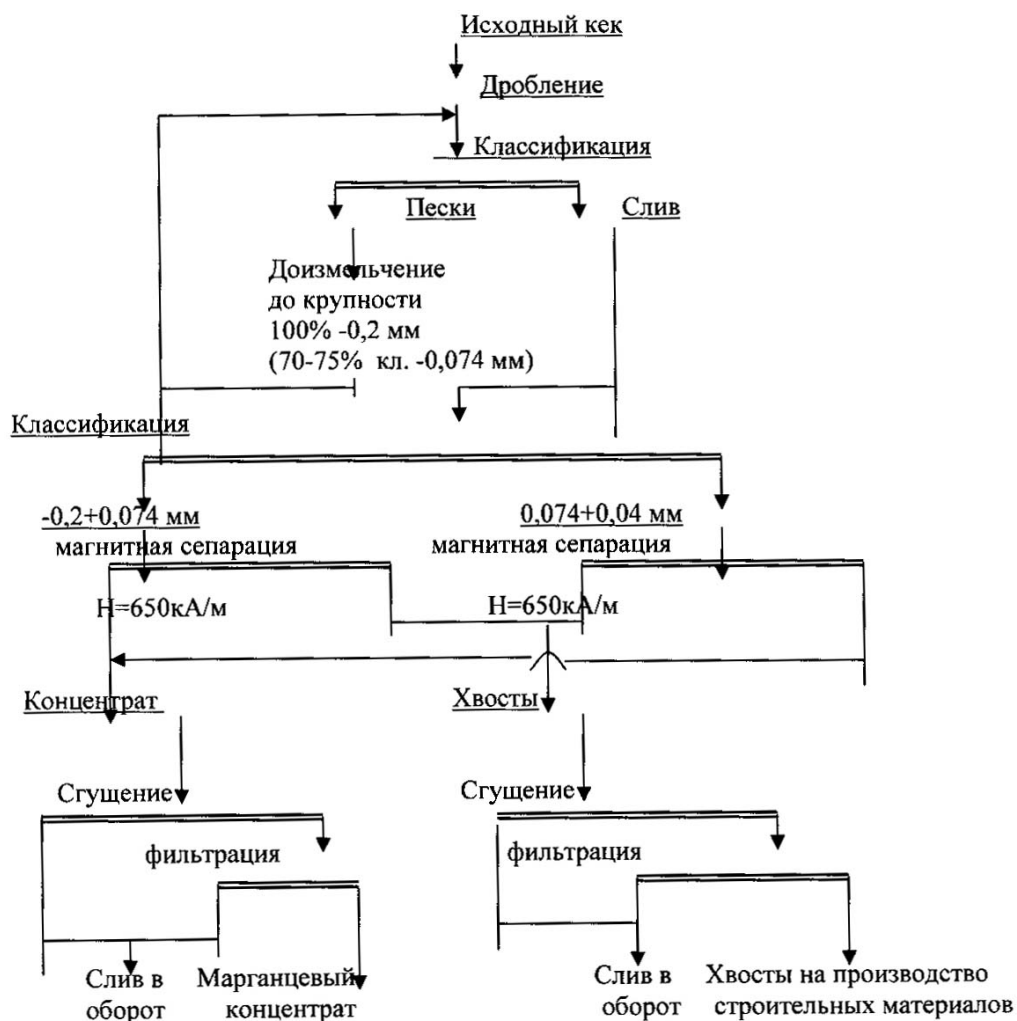 Исходный кек
Дробление
Классификация
Пески
Слив
Доизмельчение
до крупности
100% -0,2 мм
(70-75% кл. -0,074 мм)
Классификация
-0,2+0,074 мм
магнитная сепарация
0,074+0,04 мм
магнитная сепарация
Н=650кА/м
Н=650кА/м
Концентрат
Хвосты
Сгущение
Сгущение
фильтрация
фильтрация
Слив в
оборот
Марганцевый
концентрат
Слив в
оборот
Хвосты на производство
строительных материалов